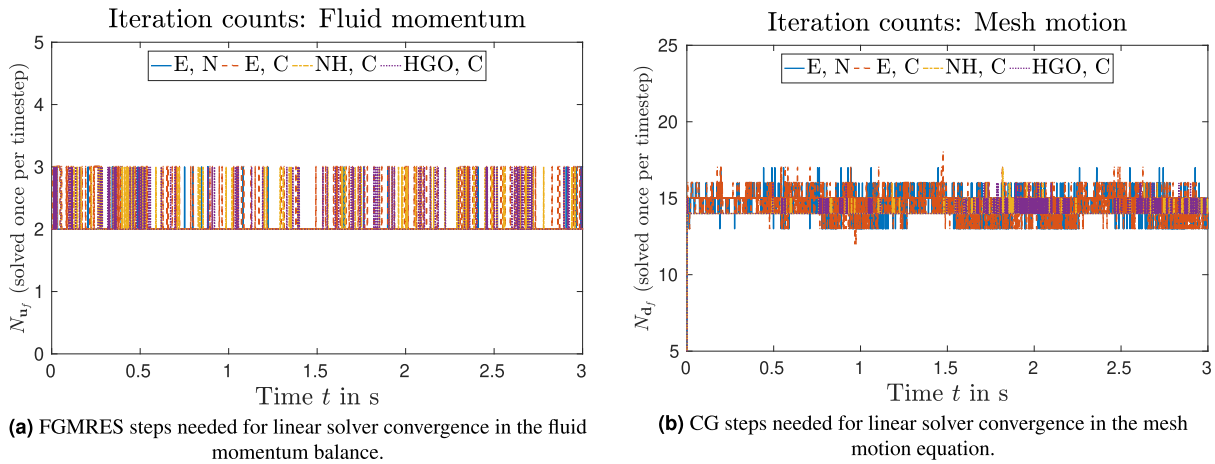 Iteration counts: Fluid momentum
5
4
3
2
1
0
E, N E, C NH, C HGO, C
N_{u_f} (solved once per timestep)
0 0.5 1 1.5 2 2.5 3
Time t in s
(a) FGMRES steps needed for linear solver convergence in the fluid
momentum balance.
Iteration counts: Mesh motion
25
20
15
10
5
E, N E, C NH, C HGO, C
N_{d_f} (solved once per timestep)
0 0.5 1 1.5 2 2.5 3
Time t in s
(b) CG steps needed for linear solver convergence in the mesh
motion equation.